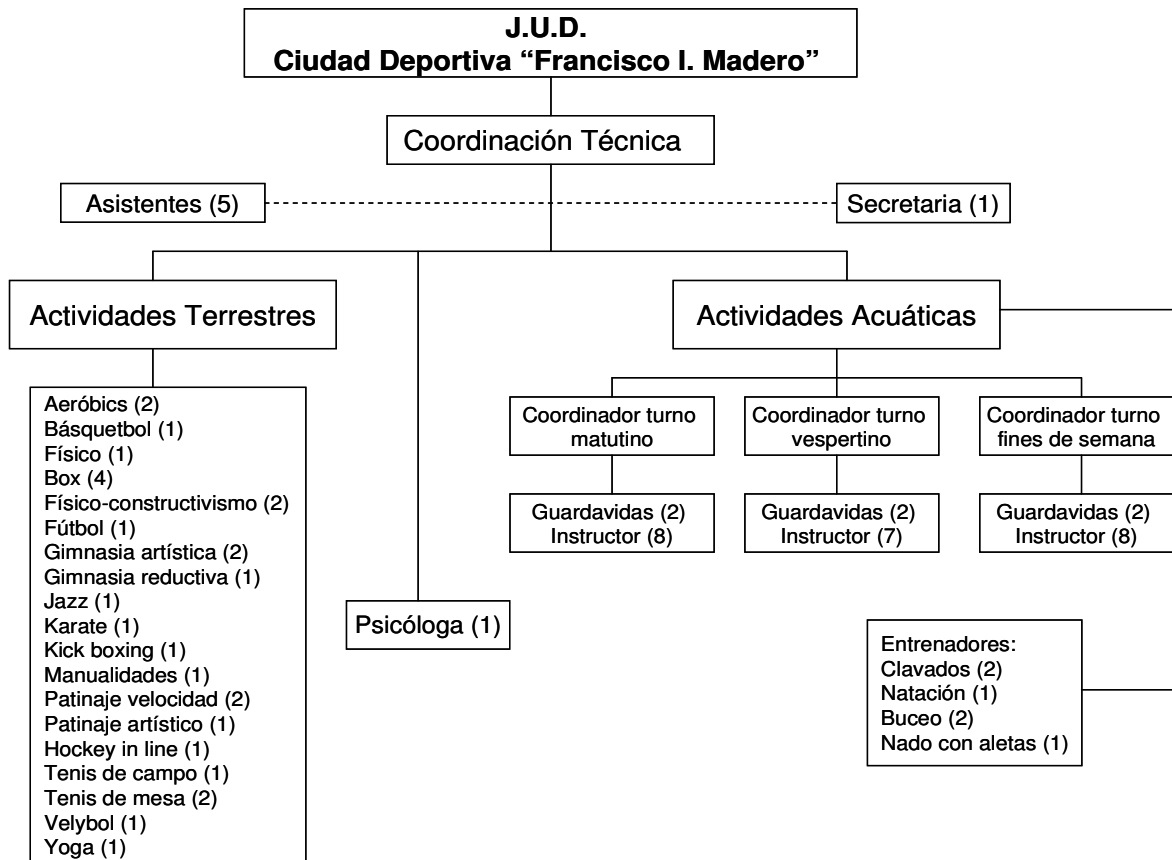 J.U.D.
Ciudad Deportiva “Francisco I. Madero”
Coordinación Técnica
Asistentes (5)
Secretaria (1)
Actividades Terrestres
Actividades Acuáticas
Aeróbics (2)
Básquetbol (1)
Físico (1)
Box (4)
Físico-constructivismo (2)
Fútbol (1)
Gimnasia artística (2)
Gimnasia reductiva (1)
Jazz (1)
Karate (1)
Kick boxing (1)
Manualidades (1)
Patinaje velocidad (2)
Patinaje artístico (1)
Hockey in line (1)
Tenis de campo (1)
Tenis de mesa (2)
Velybol (1)
Yoga (1)
Psicóloga (1)
Coordinador turno
matutino
Coordinador turno
vespertino
Coordinador turno
fines de semana
Guardavidas (2)
Instructor (8)
Guardavidas (2)
Instructor (7)
Guardavidas (2)
Instructor (8)
Entrenadores:
Clavados (2)
Natación (1)
Buceo (2)
Nado con aletas (1)